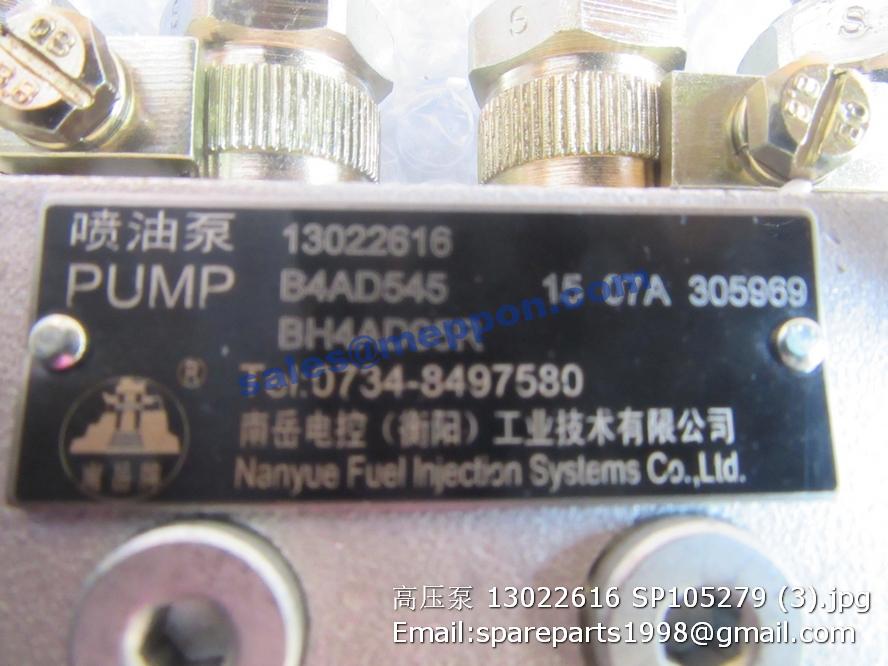 喷油泵 13022616
PUMP B4AD545 15 07A 305969
Tel:0734-8497580
®
南岳电控(衡阳)工业技术有限公司
Nanyue Fuel Injection Systems Co.,Ltd.
sales@meppon.com
高压泵 13022616 SP105279 (3).jpg
Email:spareparts1998@gmail.com